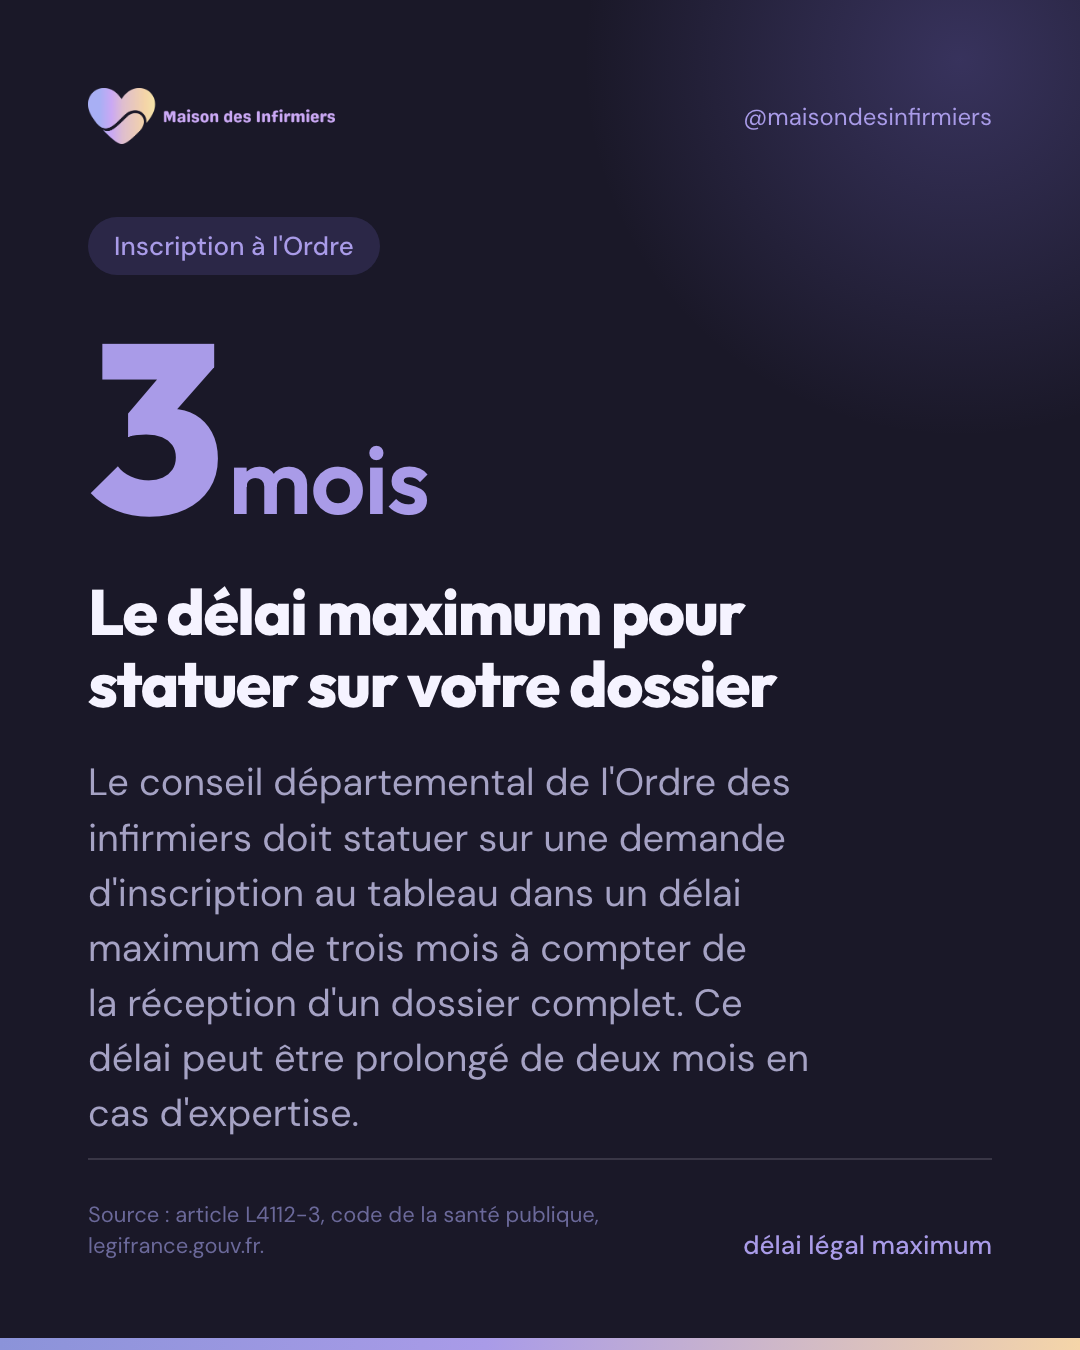 Maison des Infirmiers
@maisondesinfirmiers
Inscription à l'Ordre
3 mois
Le délai maximum pour
statuer sur votre dossier
Le conseil départemental de l'Ordre des
infirmiers doit statuer sur une demande
d'inscription au tableau dans un délai
maximum de trois mois à compter de
la réception d'un dossier complet. Ce
délai peut être prolongé de deux mois en
cas d'expertise.
Source : article L4112-3, code de la santé publique,
legifrance.gouv.fr.
délai légal maximum